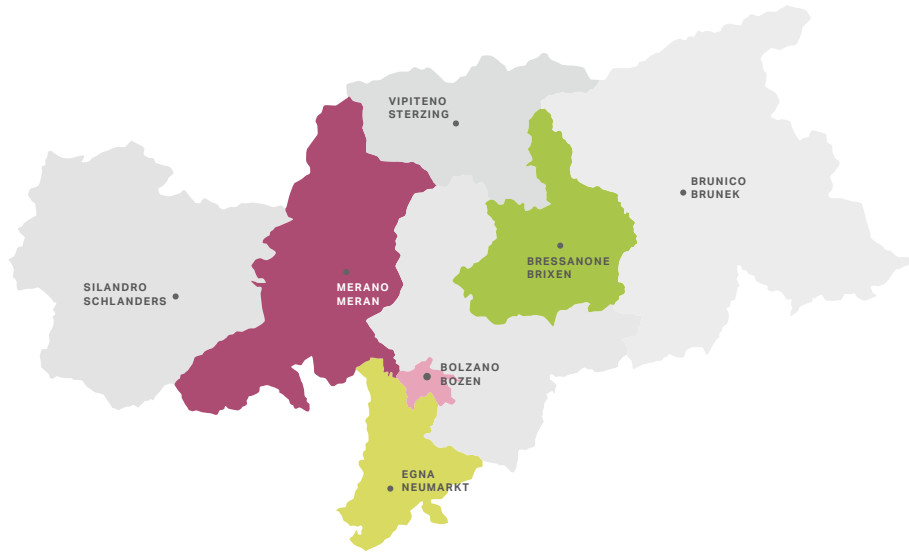 VIPITENO
STERZING
BRUNICO
BRUNEK
BRESSANONE
BRIXEN
SILANDRO
SCHLANDERS
MERANO
MERAN
BOLZANO
BOZEN
EGNA
NEUMARKT